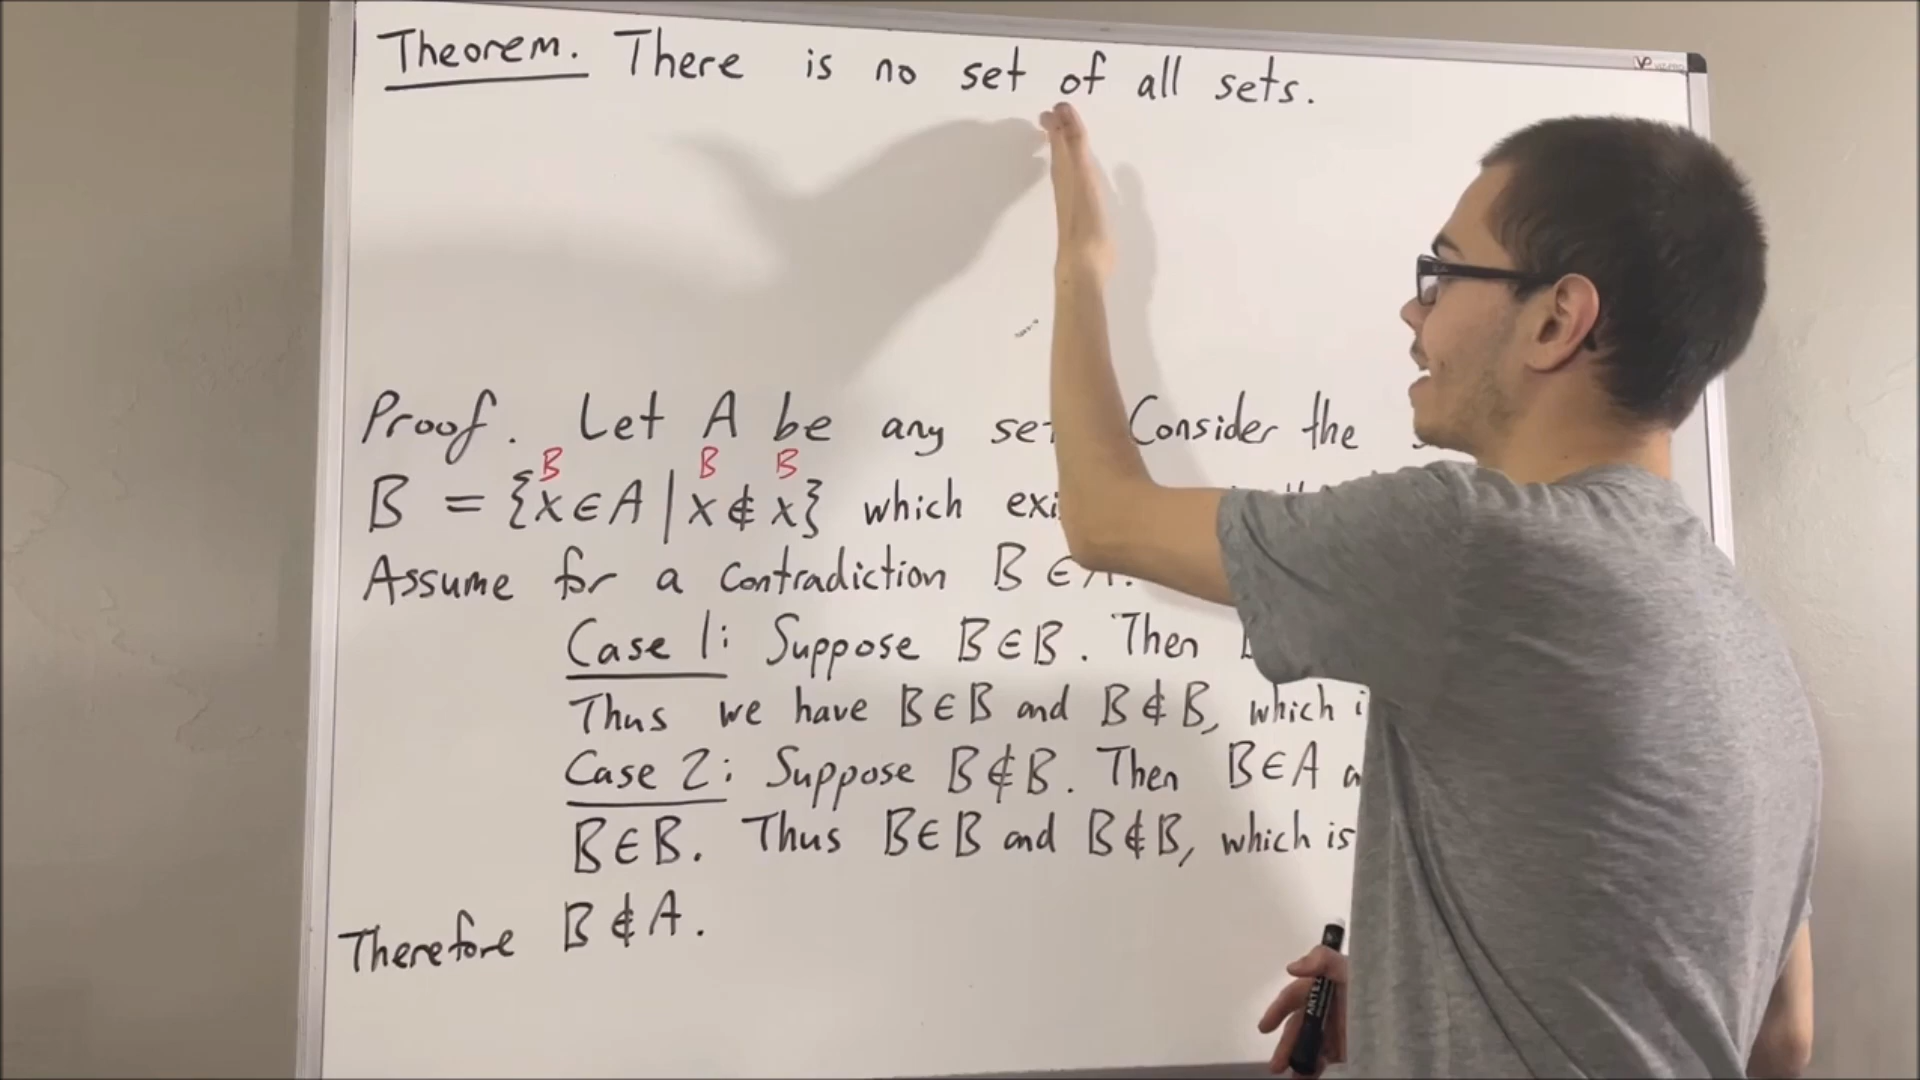 Theorem. There is no set of all sets.
Proof. Let A be any set Consider the
B B B
B = {x∈A | x∉x} which
Assume for a contradiction B ∈ A.
Case 1: Suppose B∈B. Then
Thus we have B∈B and B∉B, which
Case 2: Suppose B∉B. Then B∈A
B∈B. Thus B∈B and B∉B, which is
Therefore B∉A.